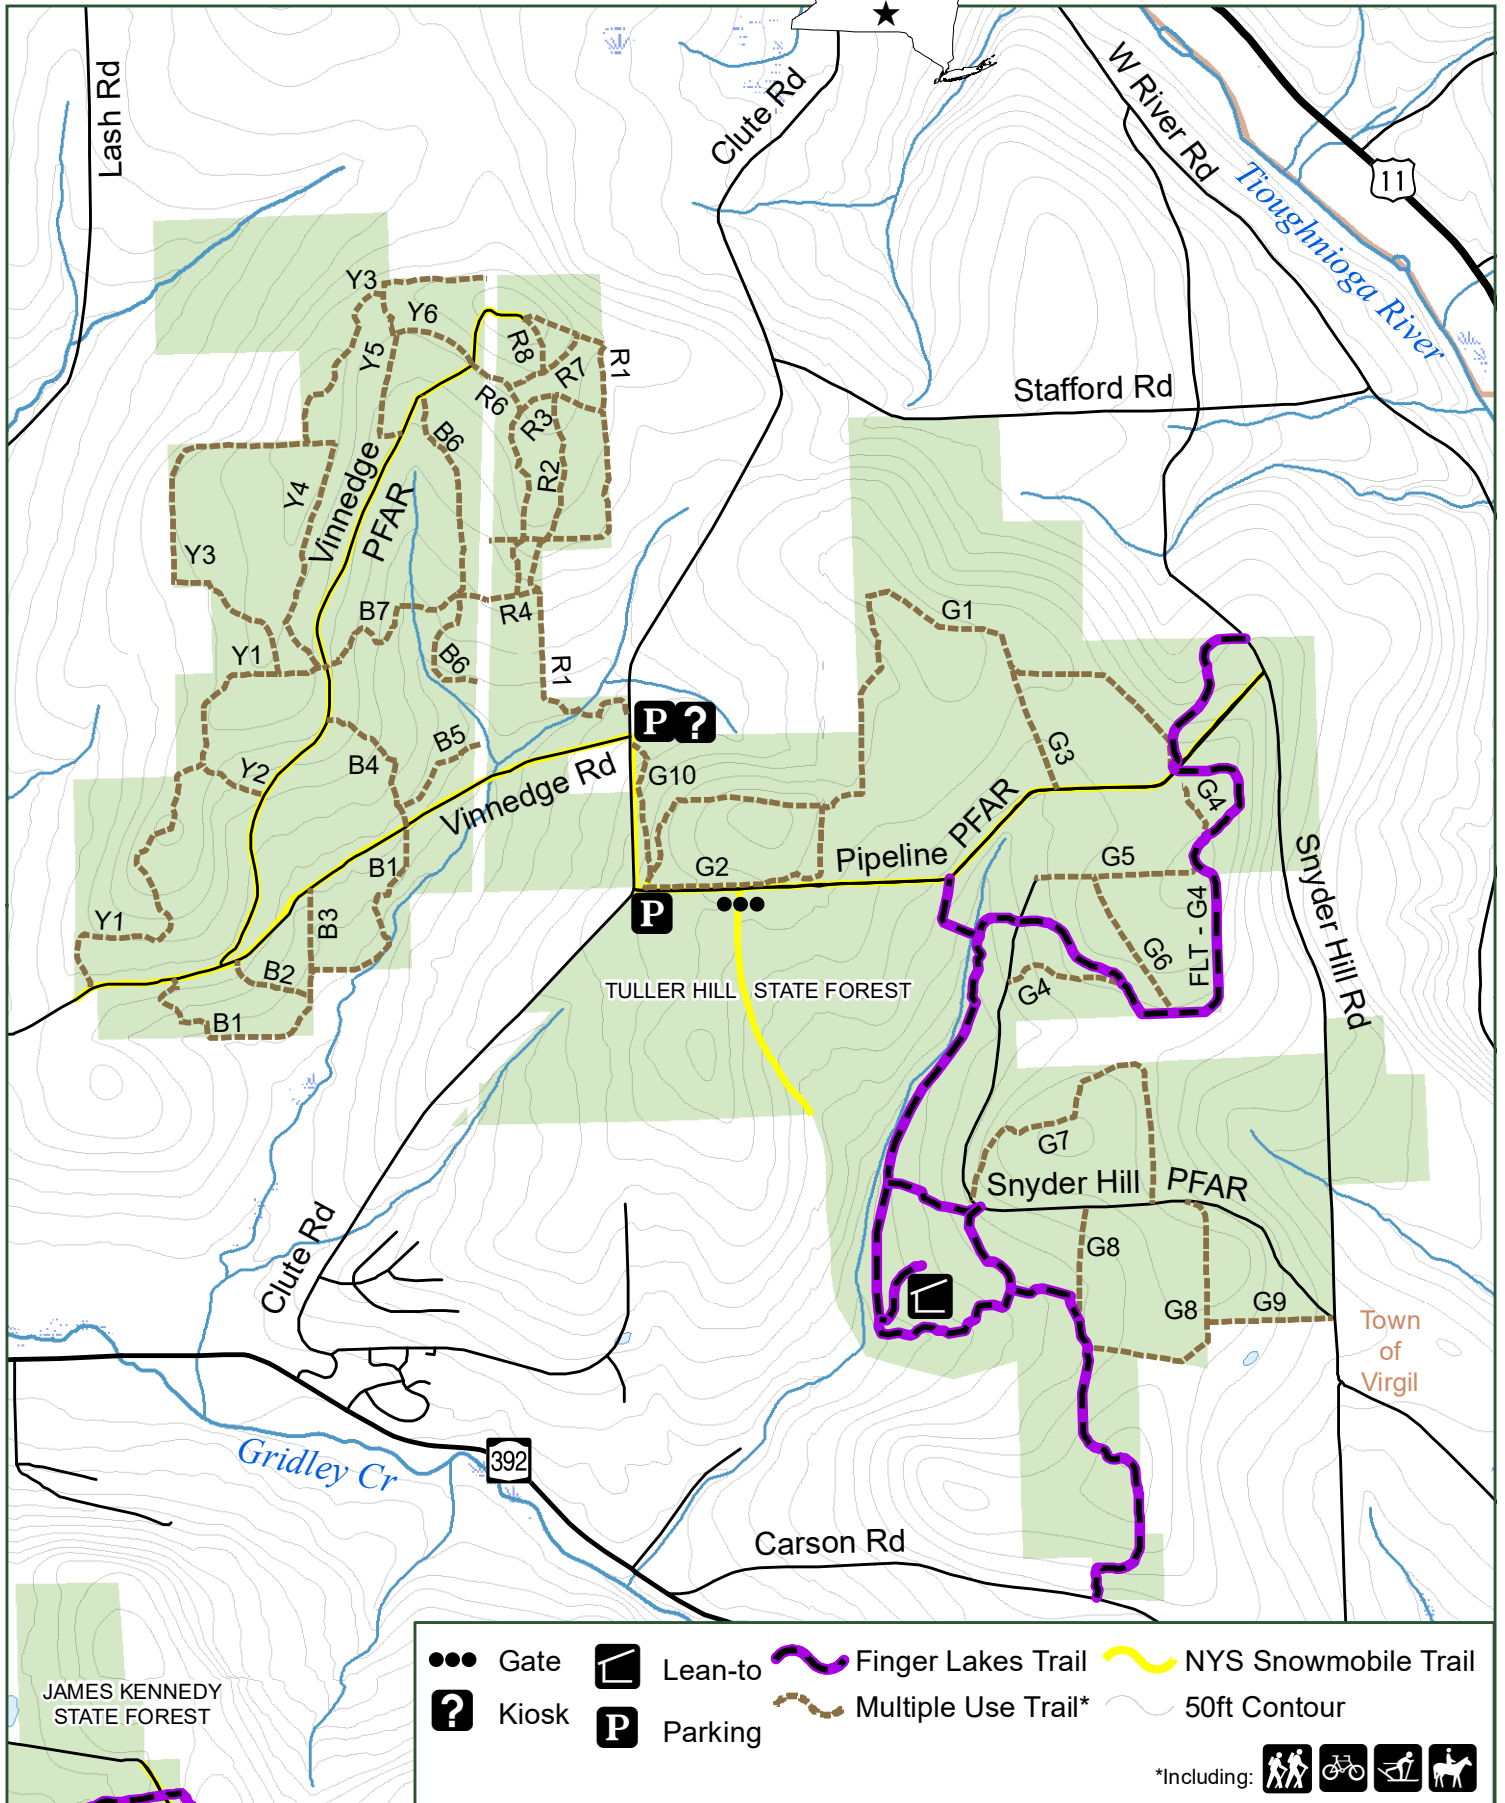 Lash Rd
Clute Rd
W River Rd
11
Tioughnioga River
Y3
Y6
R8
R1
Y5
R7
Stafford Rd
R6
R3
B6
Vinnedge
PFAR
R2
Y4
Y3
B7
R4
G1
Y1
B6
R1
P ?
B5
B4
G3
Y2
G10
Vinnedge Rd
G4
Pipeline PFAR
B1
G2
G5
Snyder Hill Rd
Y1
B3
P
FLT - G4
G6
B2
G4
TULLER HILL STATE FOREST
B1
G7
Snyder Hill PFAR
Clute Rd
G8
G8
G9
Town
of
Virgil
Gridley Cr
392
Carson Rd
JAMES KENNEDY
STATE FOREST
Gate
Lean-to
Finger Lakes Trail
NYS Snowmobile Trail
? Kiosk
P Parking
Multiple Use Trail*
50ft Contour
*Including: